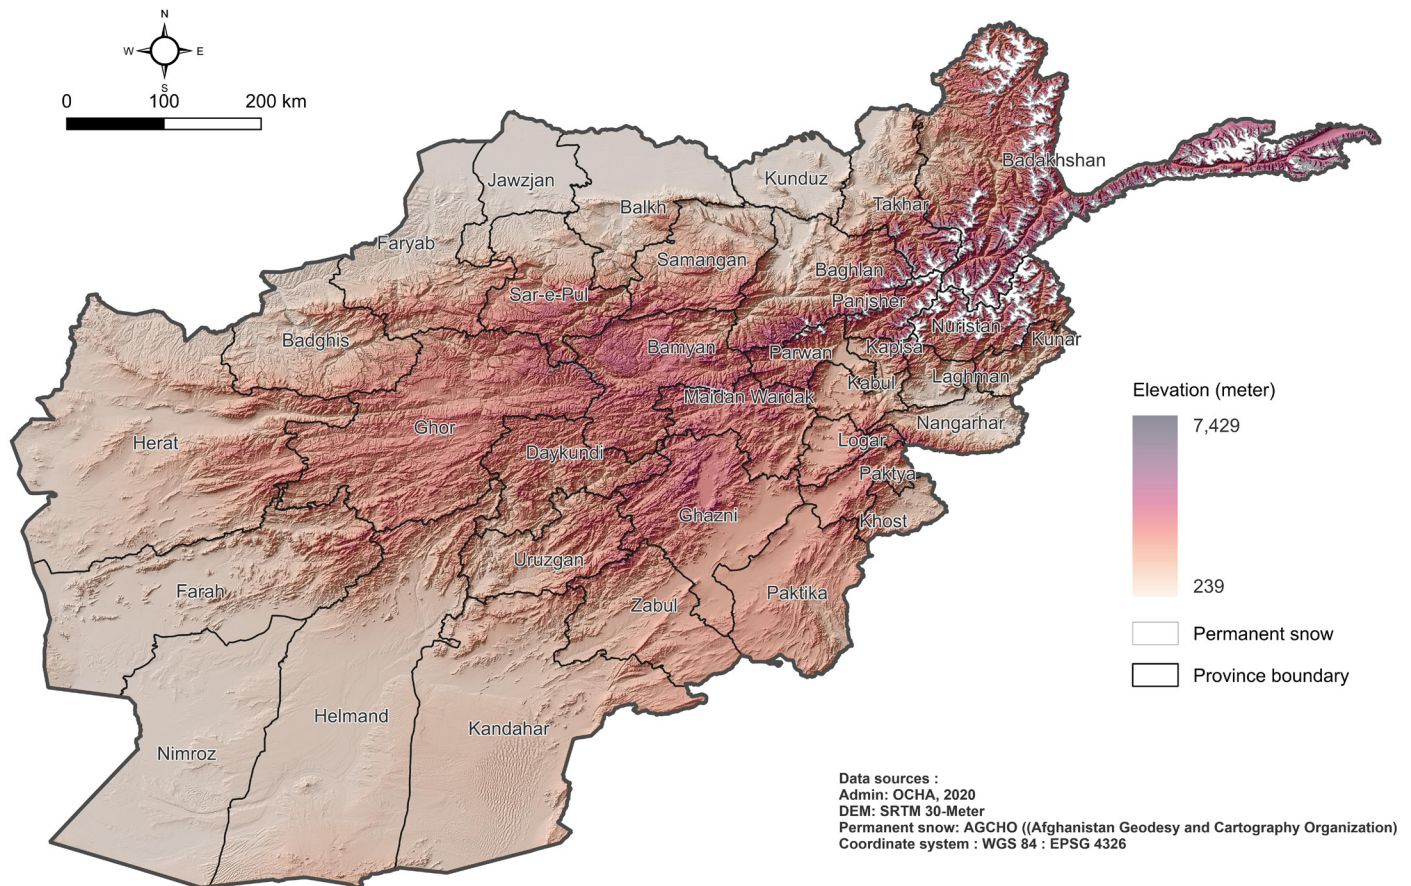 N
W E
S
0 100 200 km
Badakhshan
Jawzjan
Kunduz
Balkh
Takhar
Faryab
Samangan
Baghlan
Sar-e-Pul
Panjsher
Nuristan
Badghis
Bamyan
Parwan
Kapisa
Kunar
Kabul
Laghman
Maidan Wardak
Nangarhar
Herat
Ghor
Daykundi
Logar
Paktya
Ghazni
Khost
Uruzgan
Farah
Zabul
Paktika
Helmand
Kandahar
Nimroz
Elevation (meter)
7,429
239
Permanent snow
Province boundary
Data sources :
Admin: OCHA, 2020
DEM: SRTM 30-Meter
Permanent snow: AGCHO ((Afghanistan Geodesy and Cartography Organization)
Coordinate system : WGS 84 : EPSG 4326